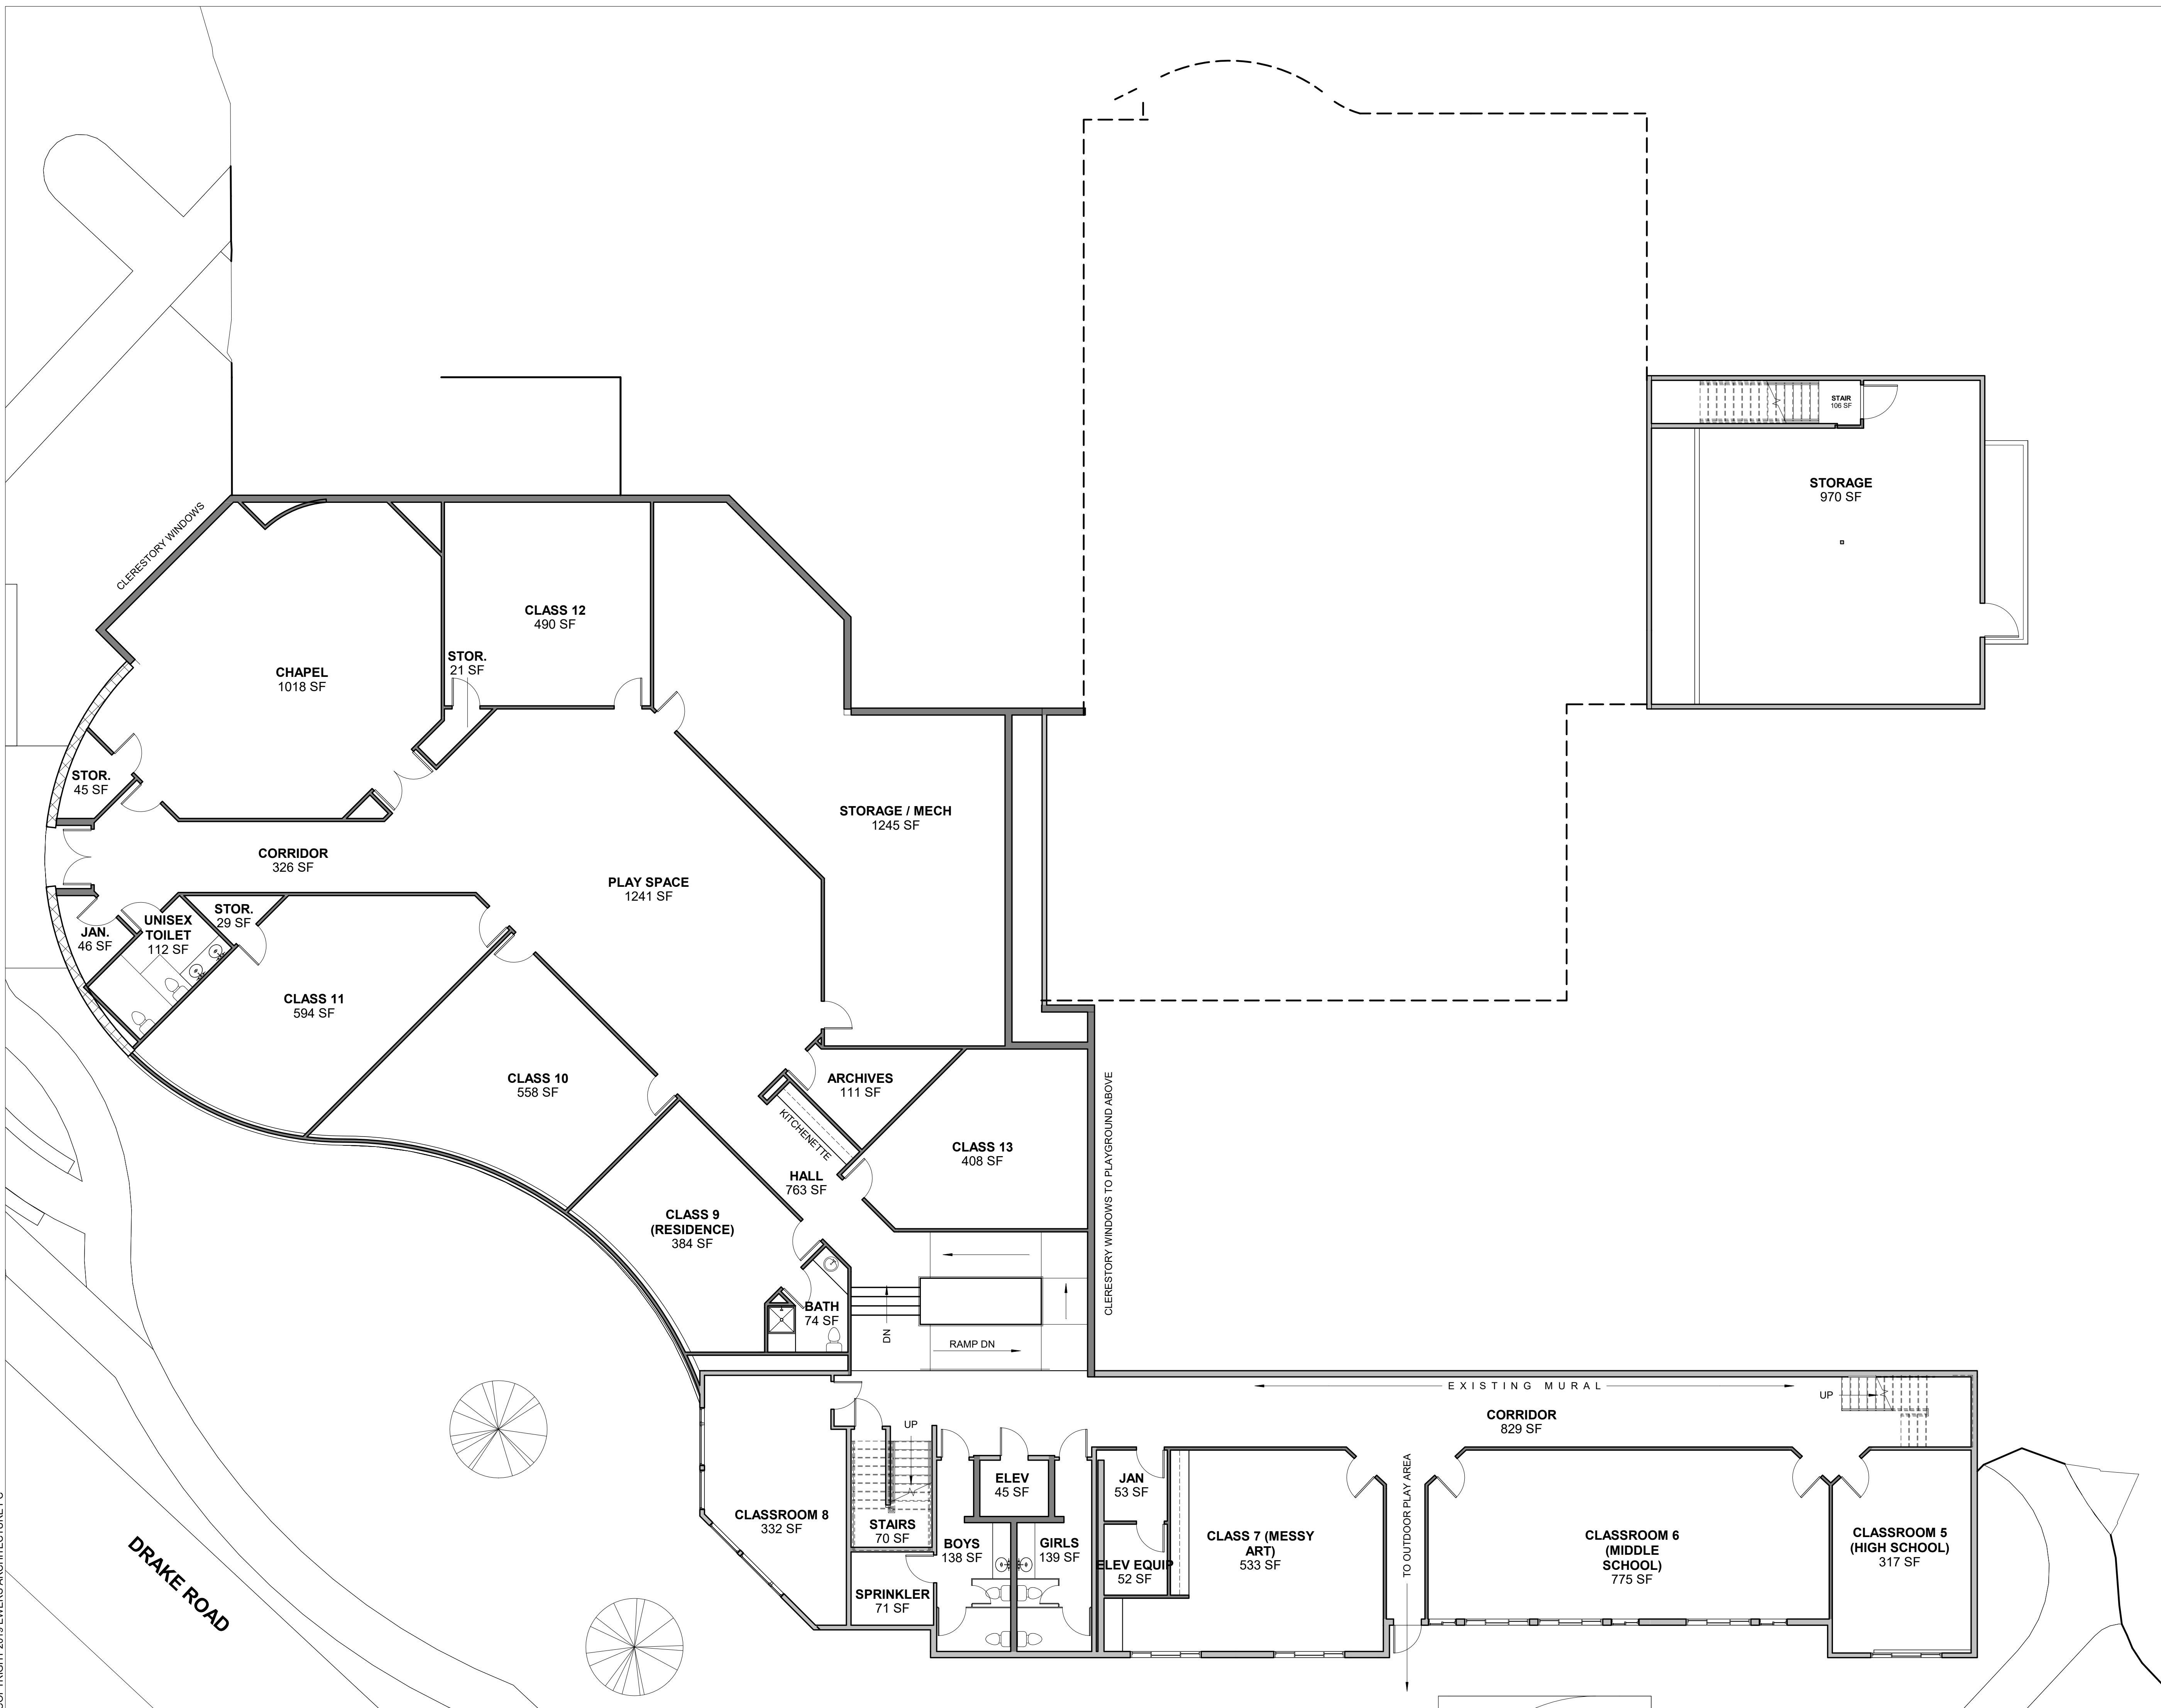 STAIR
106 SF
STORAGE
970 SF
CLERESTORY WINDOWS
CLASS 12
490 SF
STOR.
21 SF
CHAPEL
1018 SF
STOR.
45 SF
STORAGE / MECH
1245 SF
CORRIDOR
326 SF
PLAY SPACE
1241 SF
STOR.
29 SF
UNISEX
TOILET
112 SF
JAN.
46 SF
CLASS 11
594 SF
CLASS 10
558 SF
ARCHIVES
111 SF
KITCHENETTE
CLASS 13
408 SF
CLERESTORY WINDOWS TO PLAYGROUND ABOVE
HALL
763 SF
CLASS 9
(RESIDENCE)
384 SF
BATH
74 SF
DN
RAMP DN
EXISTING MURAL
UP
CORRIDOR
829 SF
UP
ELEV
45 SF
JAN
53 SF
TO OUTDOOR PLAY AREA
CLASSROOM 8
332 SF
STAIRS
70 SF
BOYS
138 SF
GIRLS
139 SF
ELEV EQUIP
52 SF
CLASS 7 (MESSY
ART)
533 SF
CLASSROOM 6
(MIDDLE
SCHOOL)
775 SF
CLASSROOM 5
(HIGH SCHOOL)
317 SF
SPRINKLER
71 SF
DRAKE ROAD